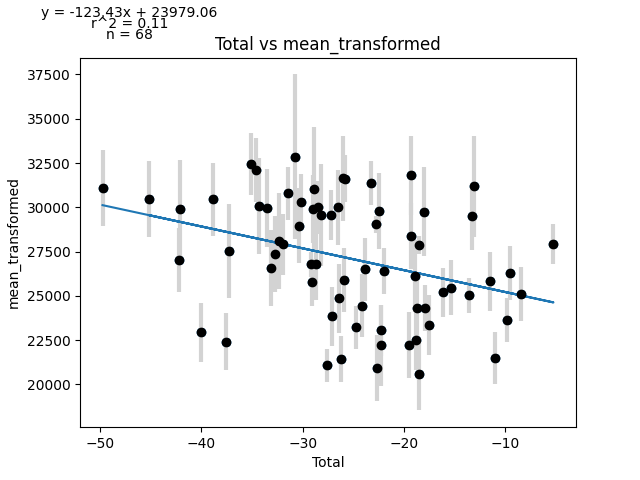 y = -123.43x + 23979.06
r^2 = 0.11
n = 68
Total vs mean_transformed
37500
35000
32500
30000
27500
25000
22500
20000
mean_transformed
−50
−40
−30
−20
−10
Total